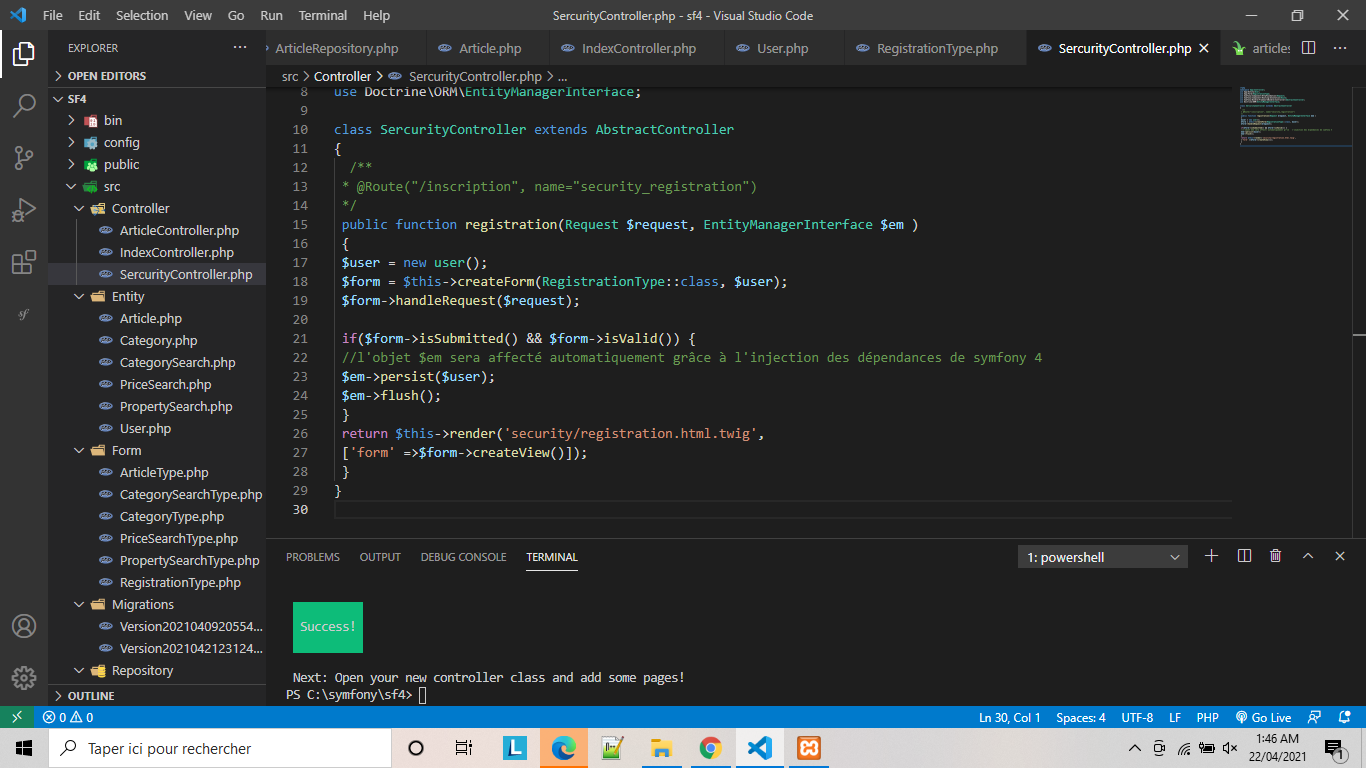 File Edit Selection View Go Run Terminal Help SercurityController.php - sf4 - Visual Studio Code
EXPLORER
OPEN EDITORS
SF4
bin
config
public
src
Controller
ArticleController.php
IndexController.php
SercurityController.php
Entity
Article.php
Category.php
CategorySearch.php
PriceSearch.php
PropertySearch.php
User.php
Form
ArticleType.php
CategorySearchType.php
CategoryType.php
PriceSearchType.php
PropertySearchType.php
RegistrationType.php
Migrations
Version2021040920554...
Version2021042123124...
Repository
OUTLINE
ArticleRepository.php Article.php IndexController.php User.php RegistrationType.php SercurityController.php articles
src > Controller > SercurityController.php > ...
8 use Doctrine\ORM\EntityManagerInterface;
9
10 class SercurityController extends AbstractController
11 {
12 /**
13 * @Route("/inscription", name="security_registration")
14 */
15 public function registration(Request $request, EntityManagerInterface $em )
16 {
17 $user = new user();
18 $form = $this->createForm(RegistrationType::class, $user);
19 $form->handleRequest($request);
20
21 if($form->isSubmitted() && $form->isValid()) {
22 //l'objet $em sera affecté automatiquement grâce à l'injection des dépendances de symfony 4
23 $em->persist($user);
24 $em->flush();
25 }
26 return $this->render('security/registration.html.twig',
27 ['form' =>$form->createView()]);
28 }
29 }
30
PROBLEMS OUTPUT DEBUG CONSOLE TERMINAL 1: powershell
Success!
Next: Open your new controller class and add some pages!
PS C:\symfony\sf4>
0 0 Ln 30, Col 1 Spaces: 4 UTF-8 LF PHP Go Live
Taper ici pour rechercher
1:46 AM
22/04/2021
1